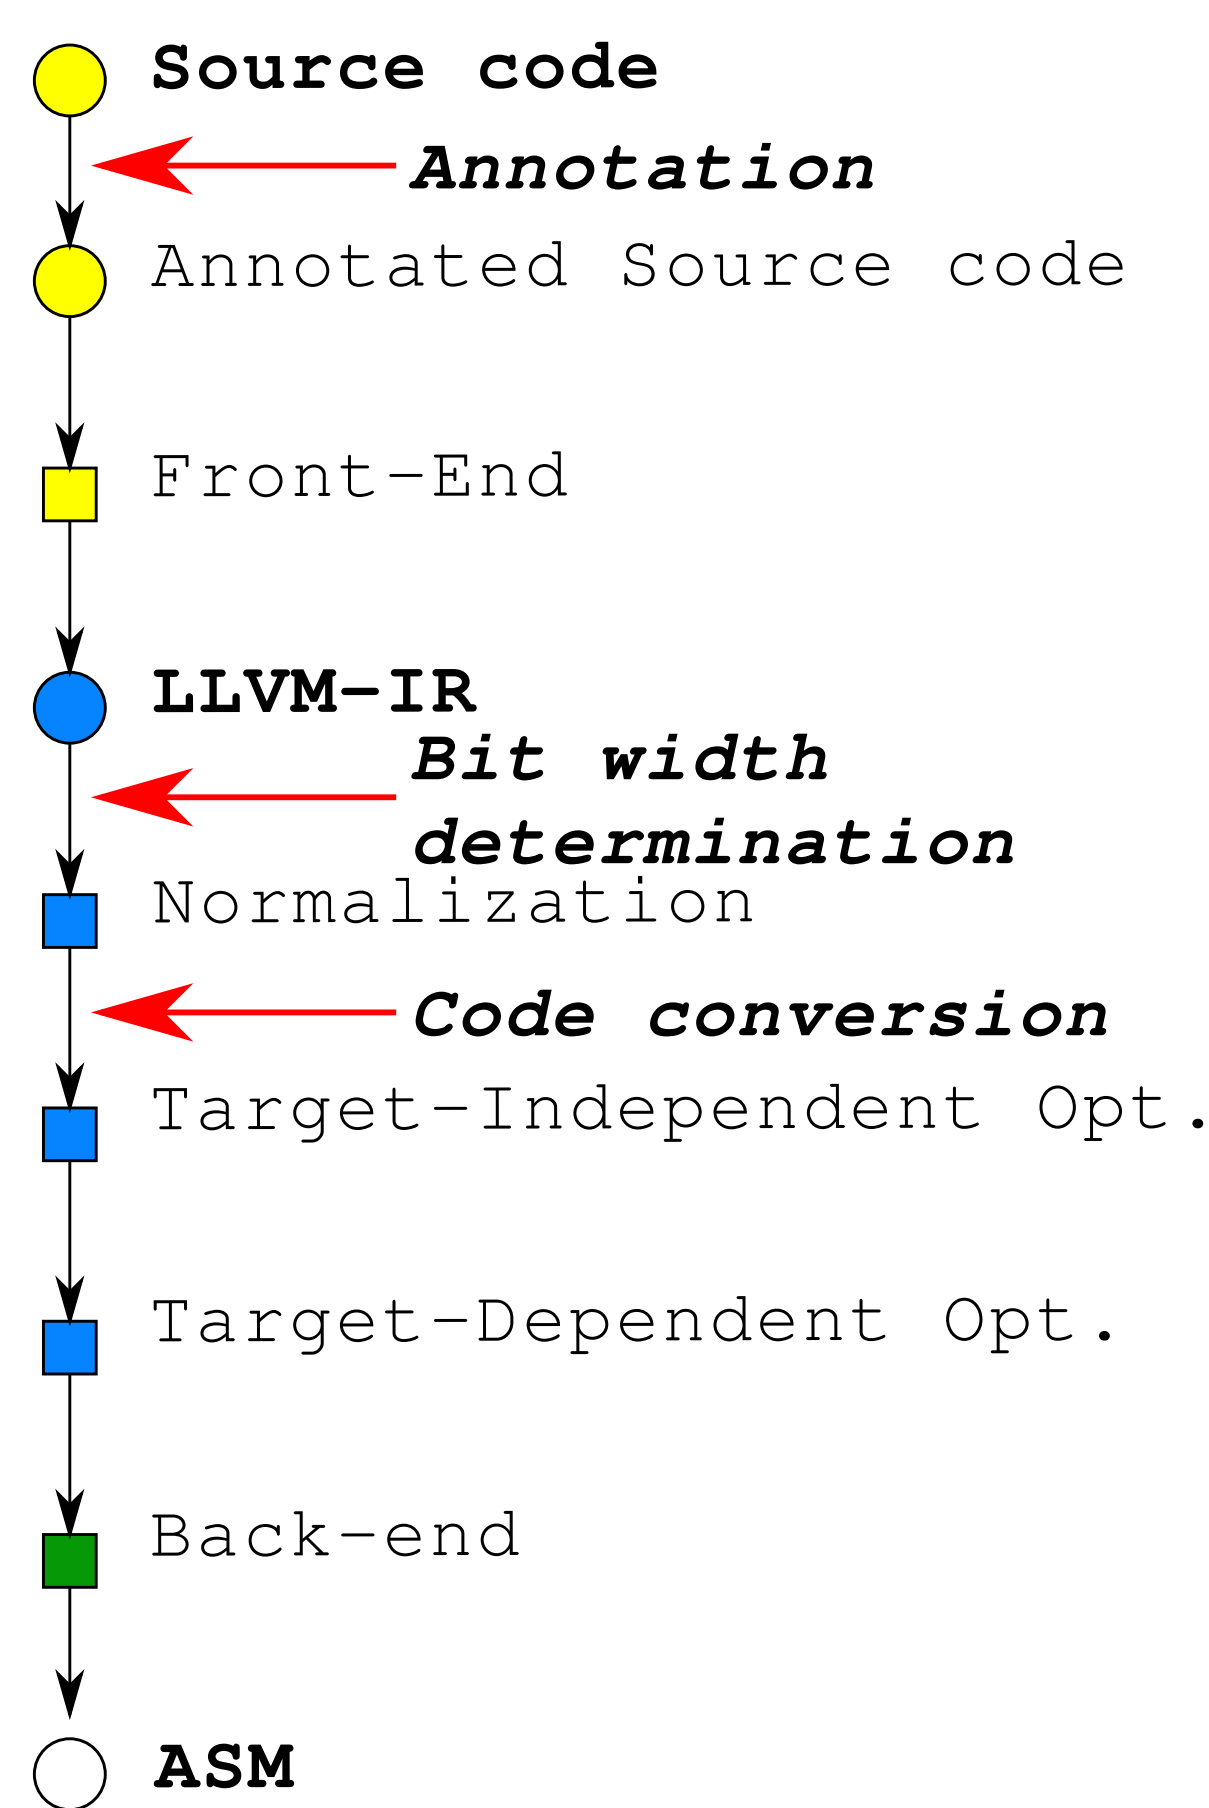 Source code
Annotation
Annotated Source code
Front-End
LLVM-IR
Bit width
determination
Normalization
Code conversion
Target-Independent Opt.
Target-Dependent Opt.
Back-end
ASM